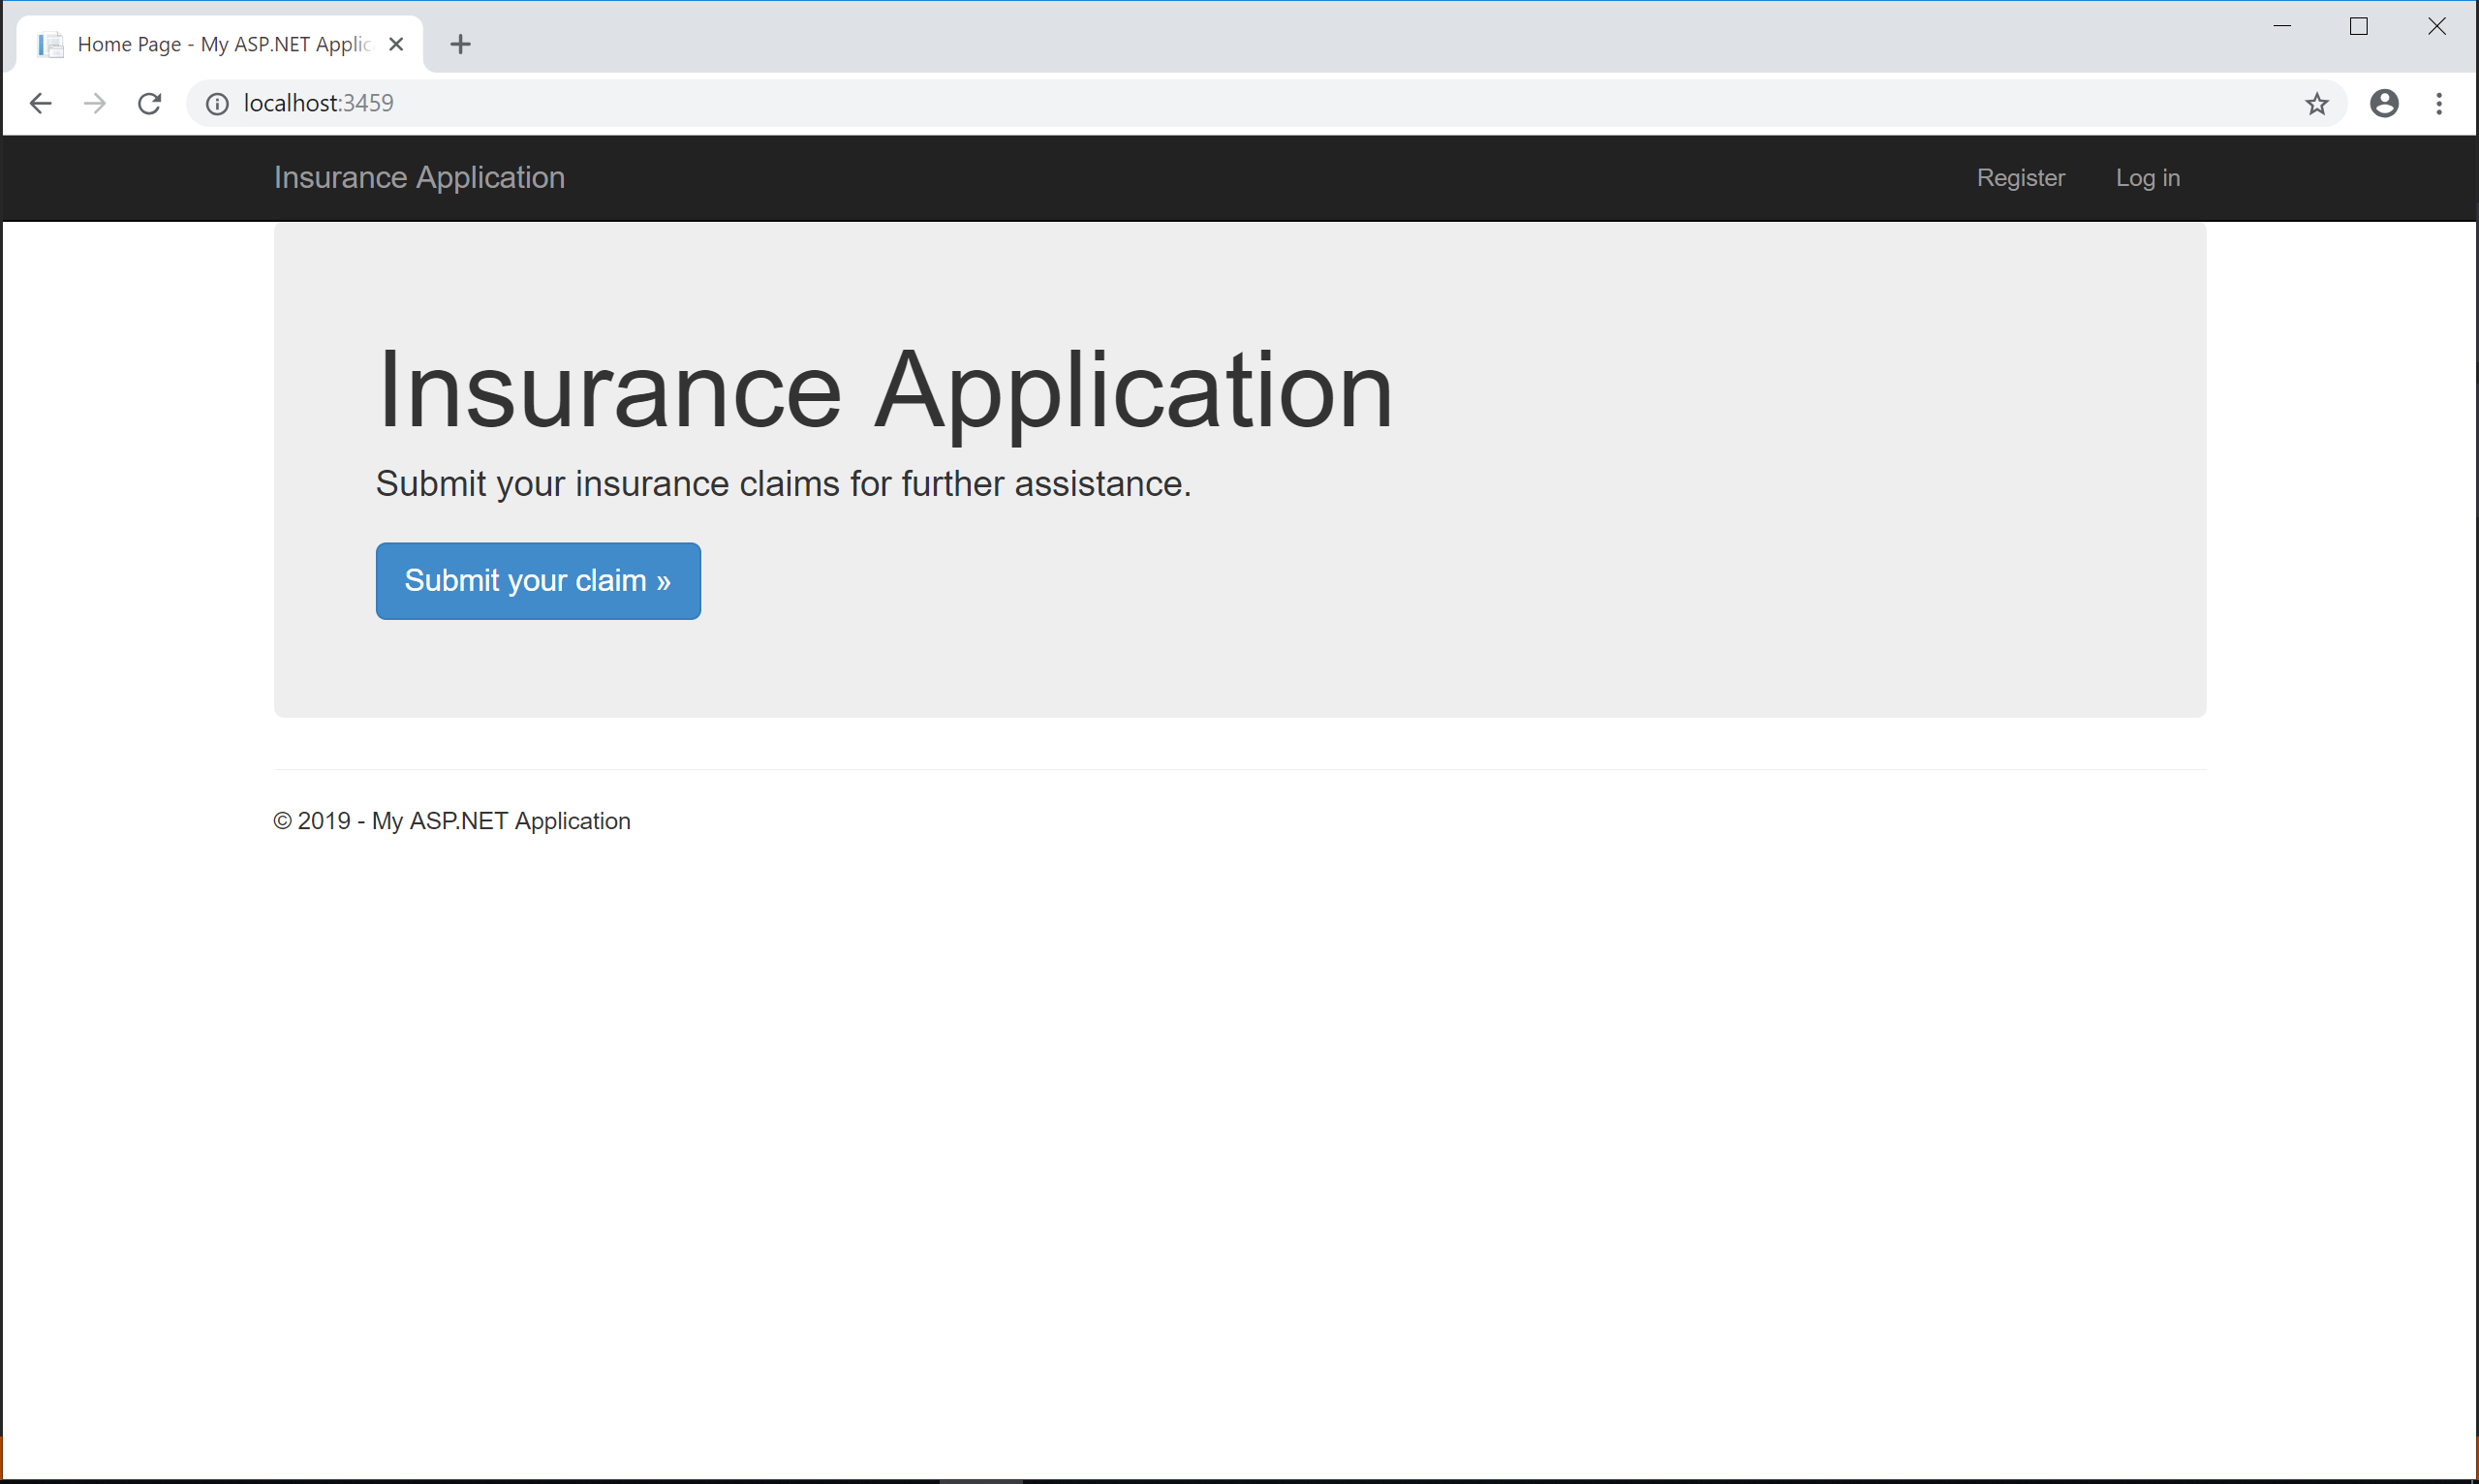 Home Page - My ASP.NET Applic
localhost:3459
Insurance Application
Register
Log in
Insurance Application
Submit your insurance claims for further assistance.
Submit your claim »
© 2019 - My ASP.NET Application